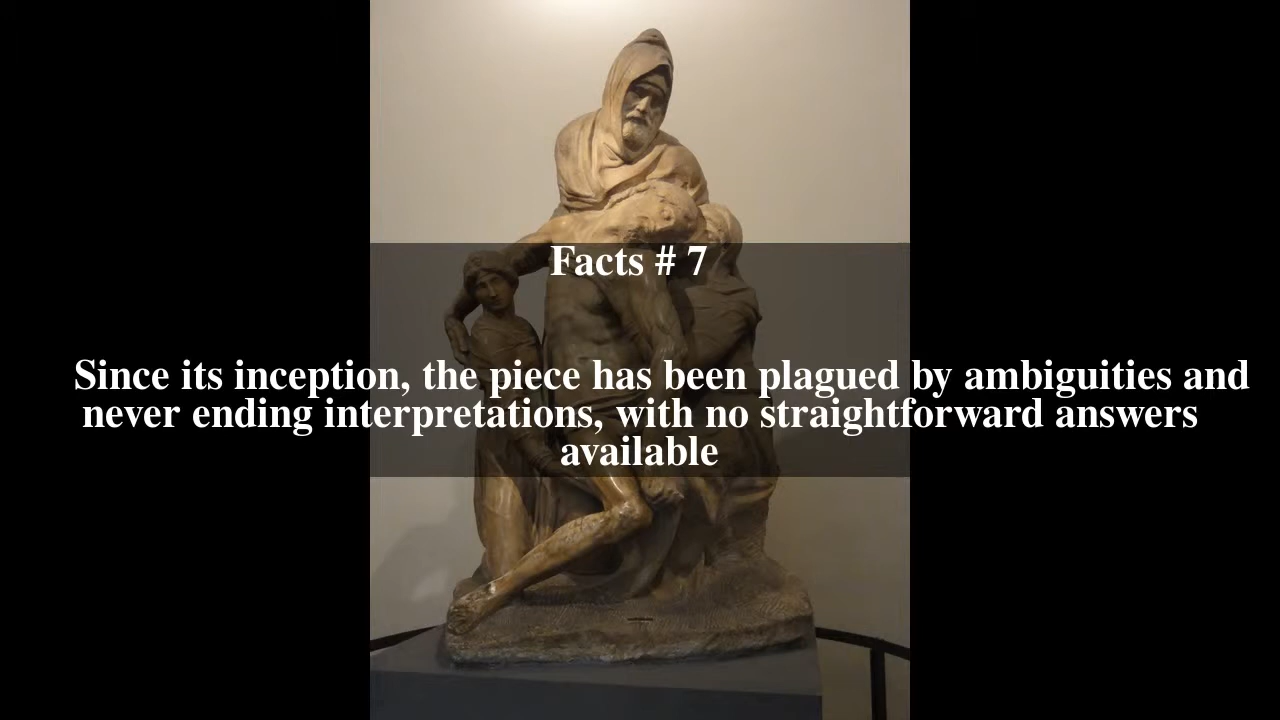 Facts # 7
Since its inception, the piece has been plagued by ambiguities and
never ending interpretations, with no straightforward answers
available